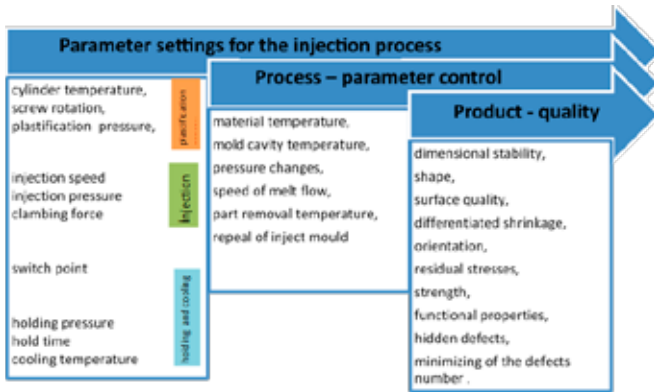 Parameter settings for the injection process
cylinder temperature,
screw rotation,
plastification pressure,
plasification
injection speed
injection pressure
clambing force
injection
switch point
holding pressure
hold time
cooling temperature
holding and cooling
Process – parameter control
material temperature,
mold cavity temperature,
pressure changes,
speed of melt flow,
part removal temperature,
repeal of inject mould
Product - quality
dimensional stability,
shape,
surface quality,
differentiated shrinkage,
orientation,
residual stresses,
strength,
functional properties,
hidden defects,
minimizing of the defects
number .